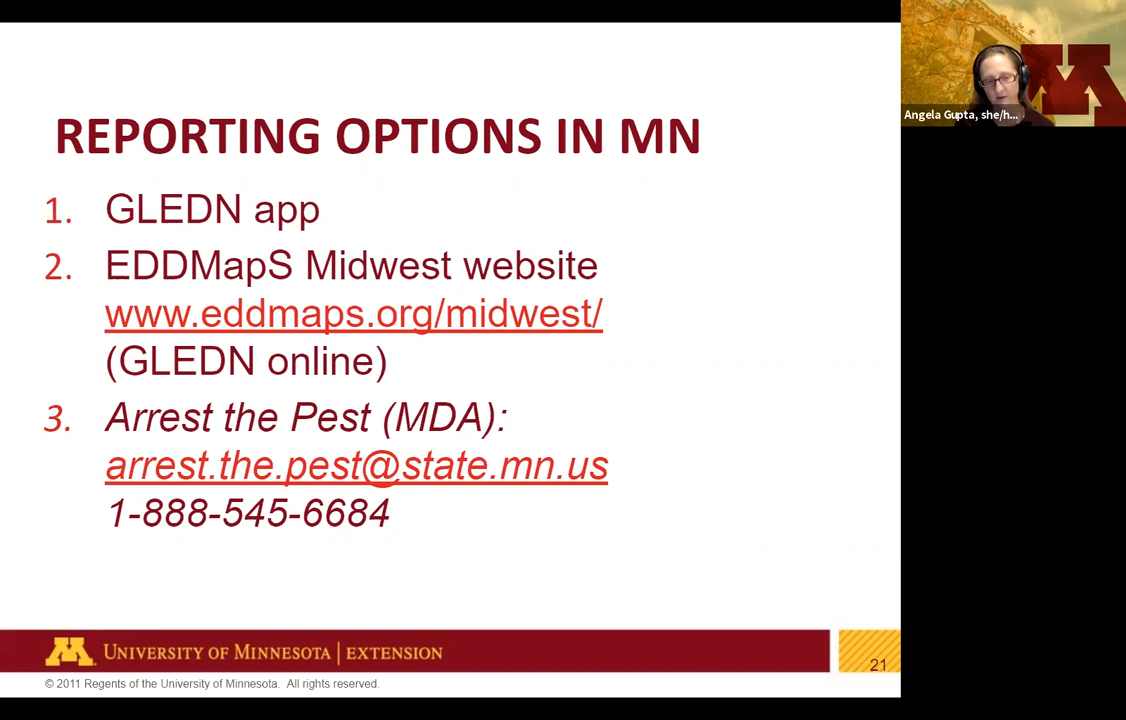 REPORTING OPTIONS IN MN
1. GLEDN app
2. EDDMapS Midwest website
www.eddmaps.org/midwest/
(GLEDN online)
3. Arrest the Pest (MDA):
arrest.the.pest@state.mn.us
1-888-545-6684
M
UNIVERSITY OF MINNESOTA | EXTENSION
21
© 2011 Regents of the University of Minnesota. All rights reserved.
M
Angela Gupta, she/h...